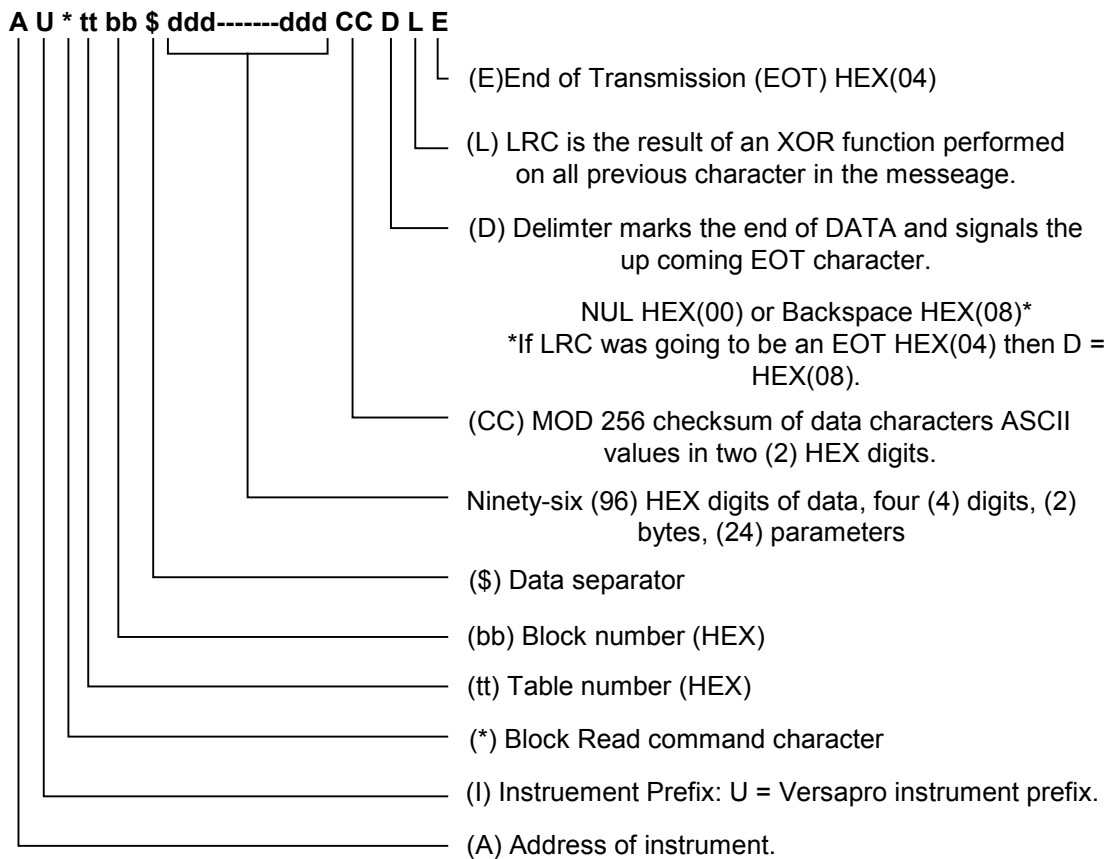 A U * tt bb $ ddd-------ddd CC D L E
(E)End of Transmission (EOT) HEX(04)
(L) LRC is the result of an XOR function performed
on all previous character in the messeage.
(D) Delimter marks the end of DATA and signals the
up coming EOT character.
NUL HEX(00) or Backspace HEX(08)*
*If LRC was going to be an EOT HEX(04) then D =
HEX(08).
(CC) MOD 256 checksum of data characters ASCII
values in two (2) HEX digits.
Ninety-six (96) HEX digits of data, four (4) digits, (2)
bytes, (24) parameters
($) Data separator
(bb) Block number (HEX)
(tt) Table number (HEX)
(*) Block Read command character
(I) Instruement Prefix: U = Versapro instrument prefix.
(A) Address of instrument.